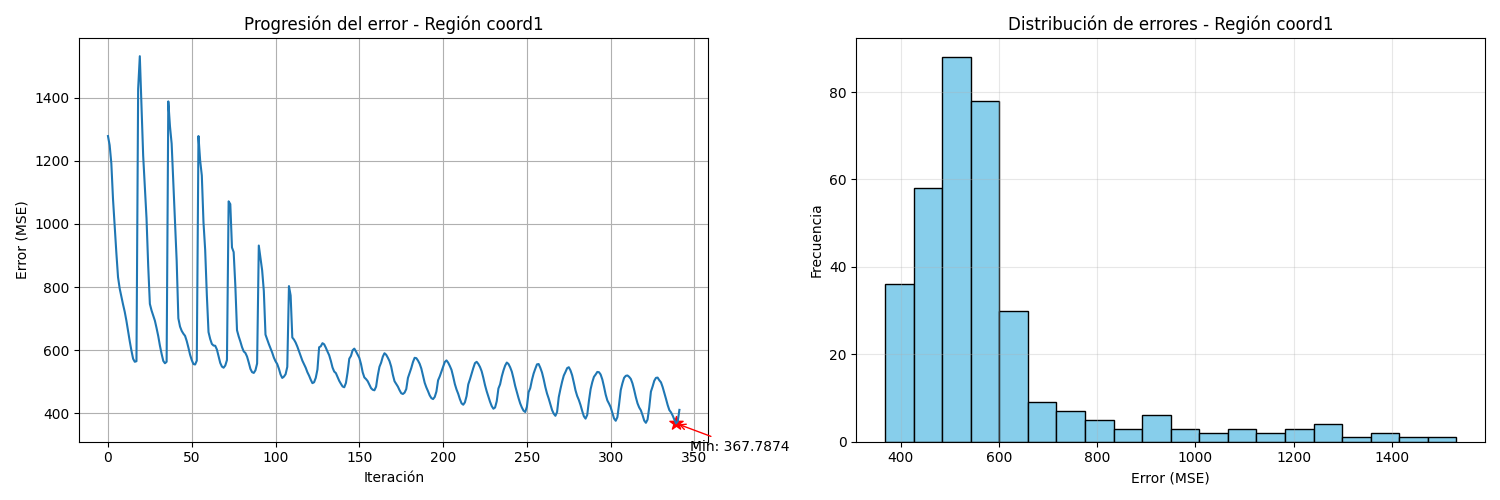 Progresión del error - Región coord1
Error (MSE)
1400
1200
1000
800
600
400
0 50 100 150 200 250 300 350
Iteración
Min: 367.7874
Distribución de errores - Región coord1
Frecuencia
80
60
40
20
0
400 600 800 1000 1200 1400
Error (MSE)